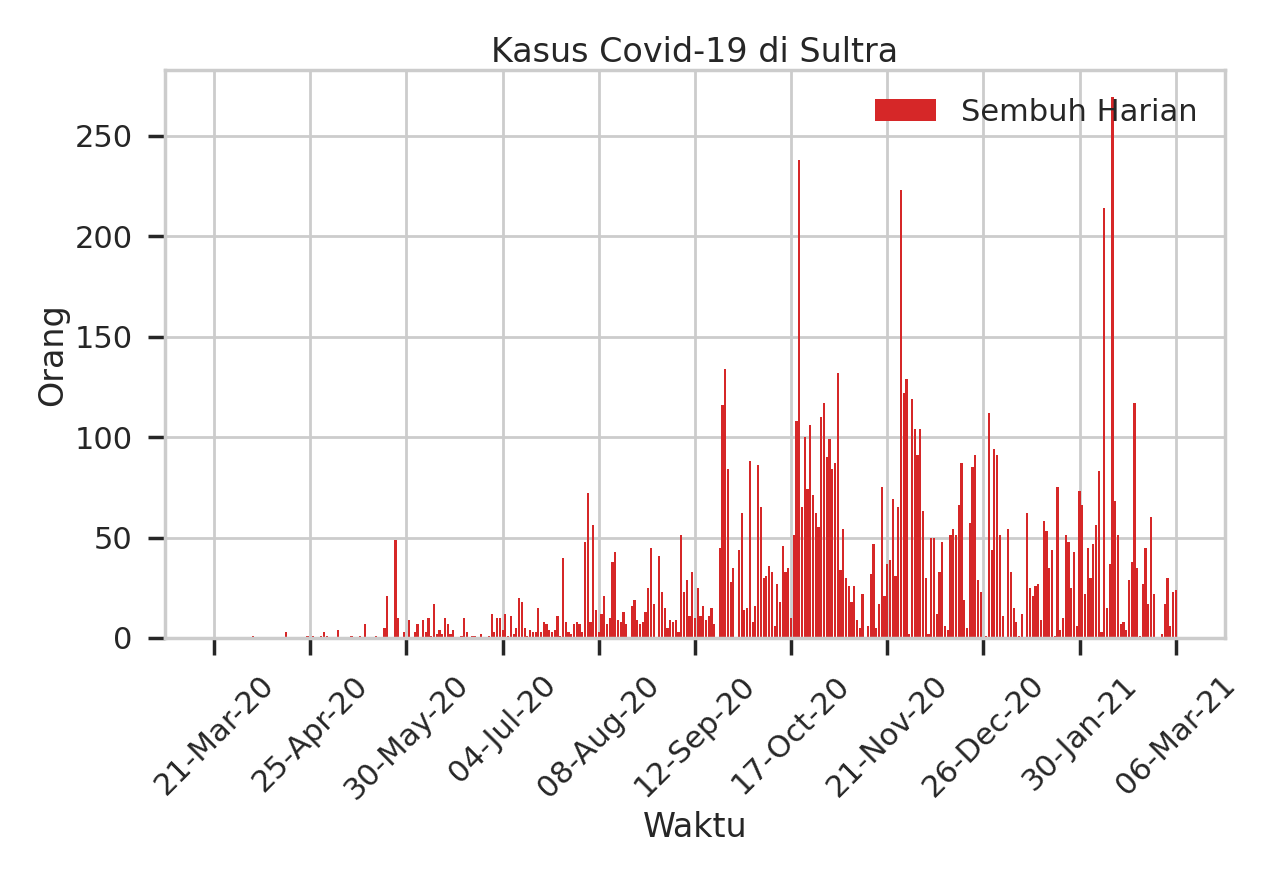 Kasus Covid-19 di Sultra
Sembuh Harian
Orang
250
200
150
100
50
0
21-Mar-20
25-Apr-20
30-May-20
04-Jul-20
08-Aug-20
12-Sep-20
17-Oct-20
21-Nov-20
26-Dec-20
30-Jan-21
06-Mar-21
Waktu